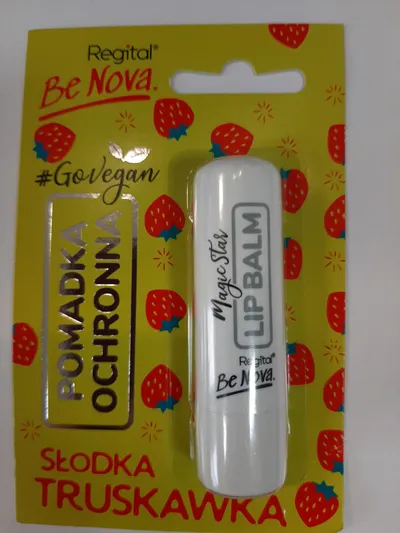 Regital®
Be Nova.
#GoVegan
POMADKA
OCHRONNA
Magic Star
LIP BALM
Regital®
Be Nova.
SŁODKA
TRUSKAWKA